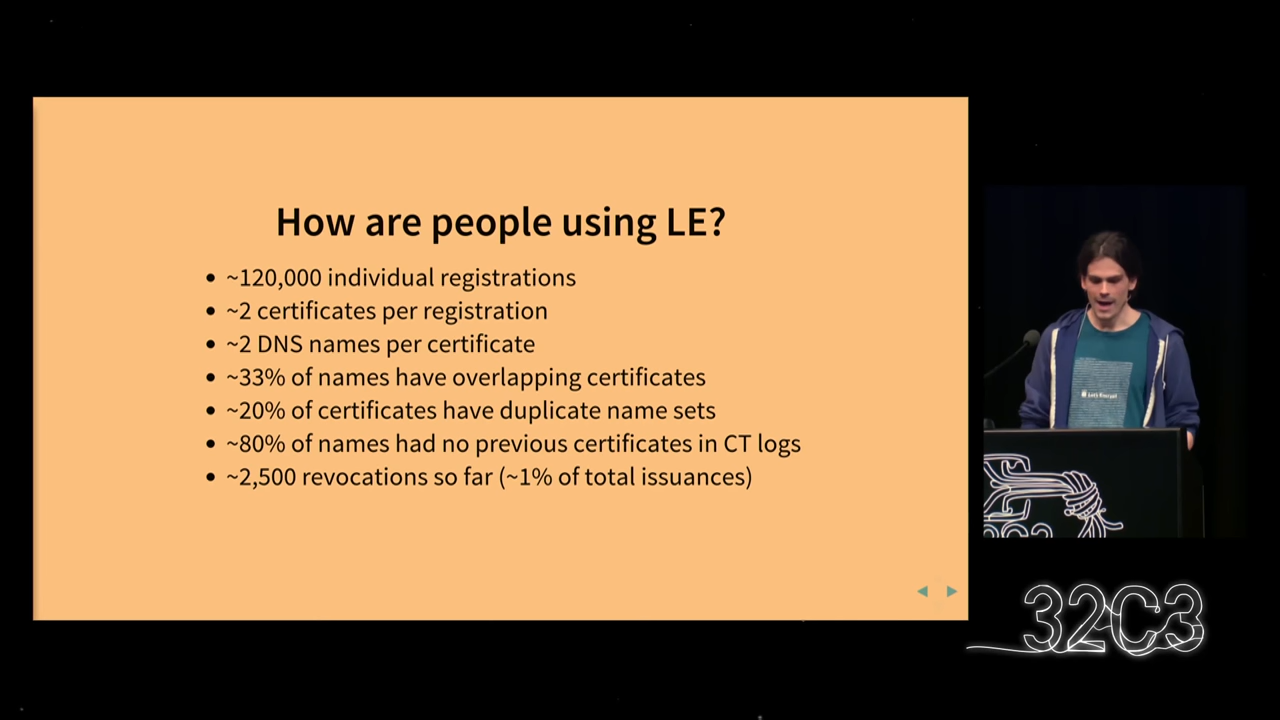 How are people using LE?
~120,000 individual registrations
~2 certificates per registration
~2 DNS names per certificate
~33% of names have overlapping certificates
~20% of certificates have duplicate name sets
~80% of names had no previous certificates in CT logs
~2,500 revocations so far (~1% of total issuances)
Let's Encrypt
32C3